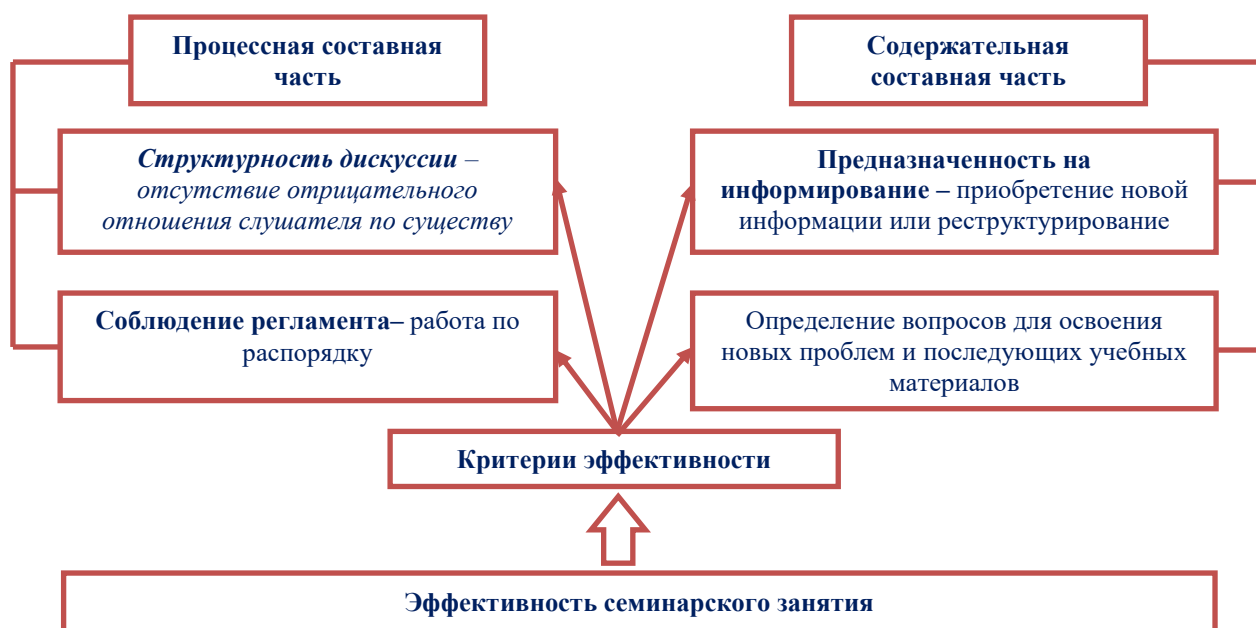 Процессная составная
часть
Содержательная
составная часть
Структурность дискуссии –
отсутствие отрицательного
отношения слушателя по существу
Предназначенность на
информирование – приобретение новой
информации или реструктурирование
Соблюдение регламента– работа по
распорядку
Определение вопросов для освоения
новых проблем и последующих учебных
материалов
Критерии эффективности
Эффективность семинарского занятия